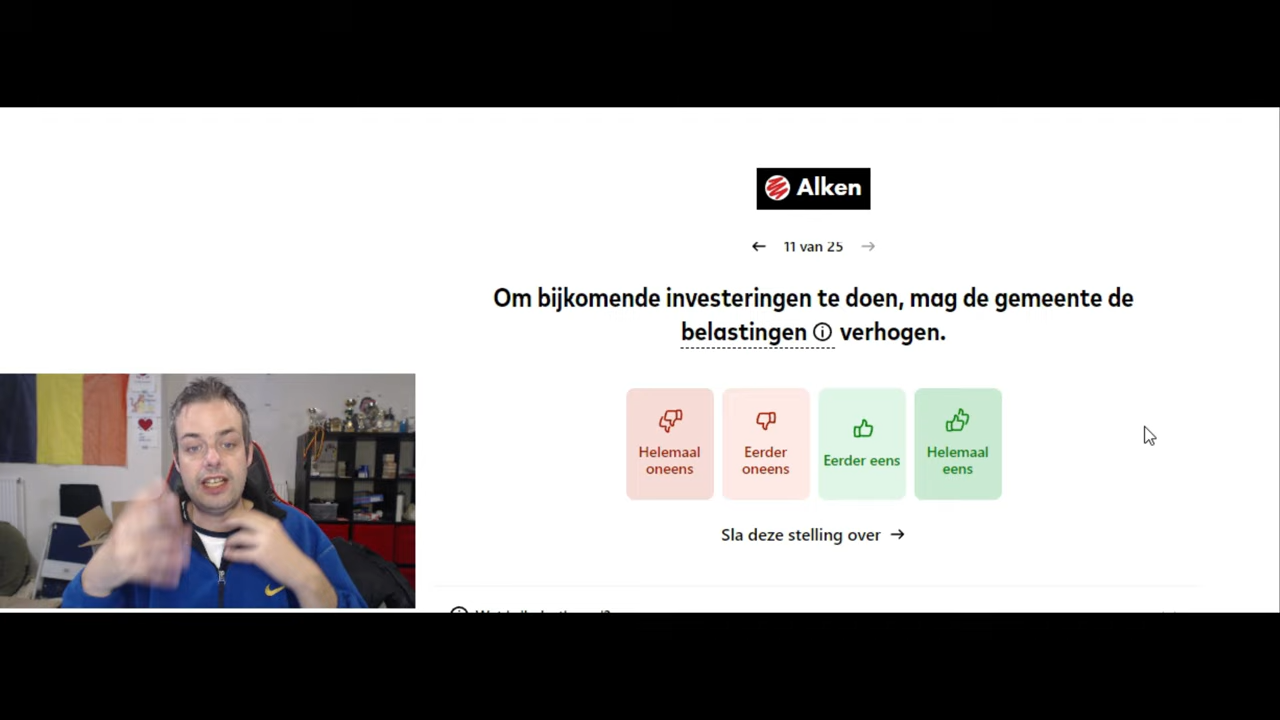 Alken
11 van 25
Om bijkomende investeringen te doen, mag de gemeente de
belastingen verhogen.
Helemaal
oneens
Eerder
oneens
Eerder eens
Helemaal
eens
Sla deze stelling over